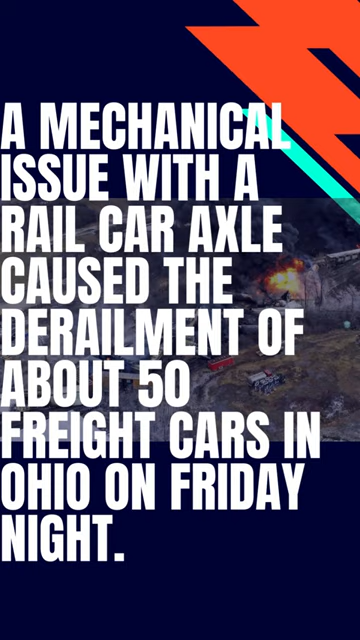 A MECHANICAL
ISSUE WITH A
RAIL CAR AXLE
CAUSED THE
DERAILMENT OF
ABOUT 50
FREIGHT CARS IN
OHIO ON FRIDAY
NIGHT.